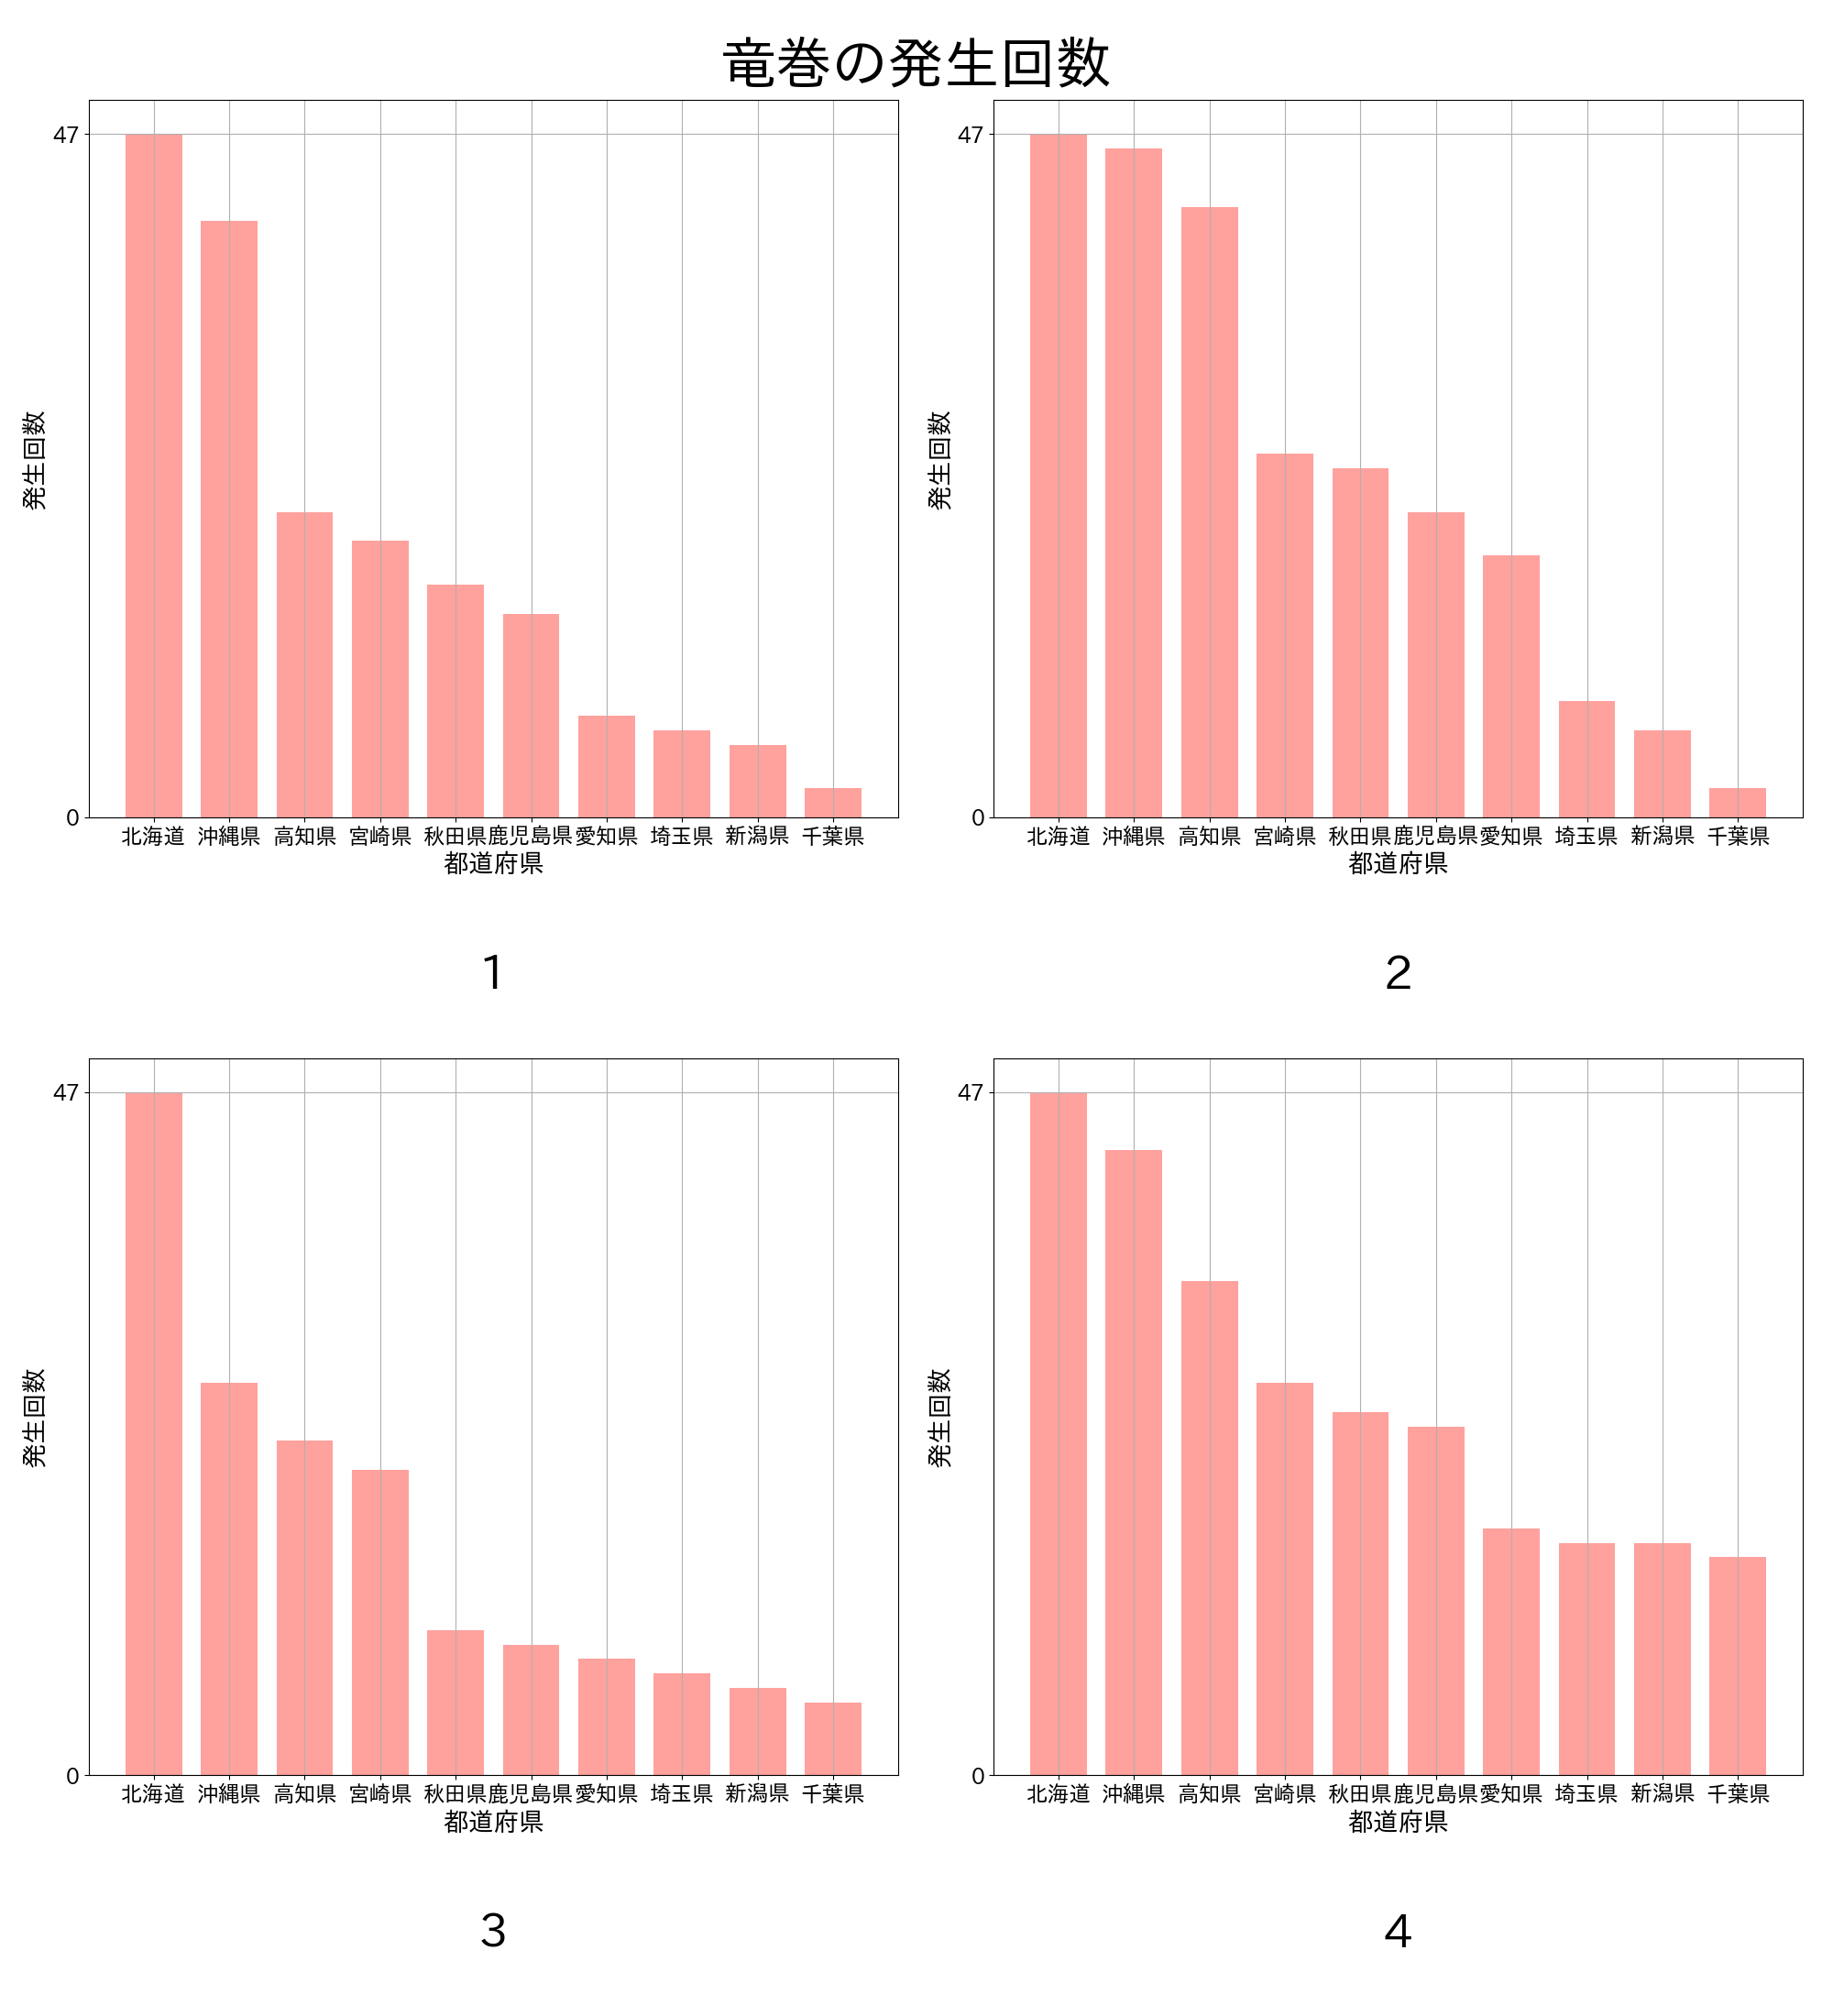 竜巻の発生回数
47
0
発生回数
北海道 沖縄県 高知県 宮崎県 秋田県 鹿児島県 愛知県 埼玉県 新潟県 千葉県
都道府県
1
47
0
発生回数
北海道 沖縄県 高知県 宮崎県 秋田県 鹿児島県 愛知県 埼玉県 新潟県 千葉県
都道府県
2
47
0
発生回数
北海道 沖縄県 高知県 宮崎県 秋田県 鹿児島県 愛知県 埼玉県 新潟県 千葉県
都道府県
3
47
0
発生回数
北海道 沖縄県 高知県 宮崎県 秋田県 鹿児島県 愛知県 埼玉県 新潟県 千葉県
都道府県
4